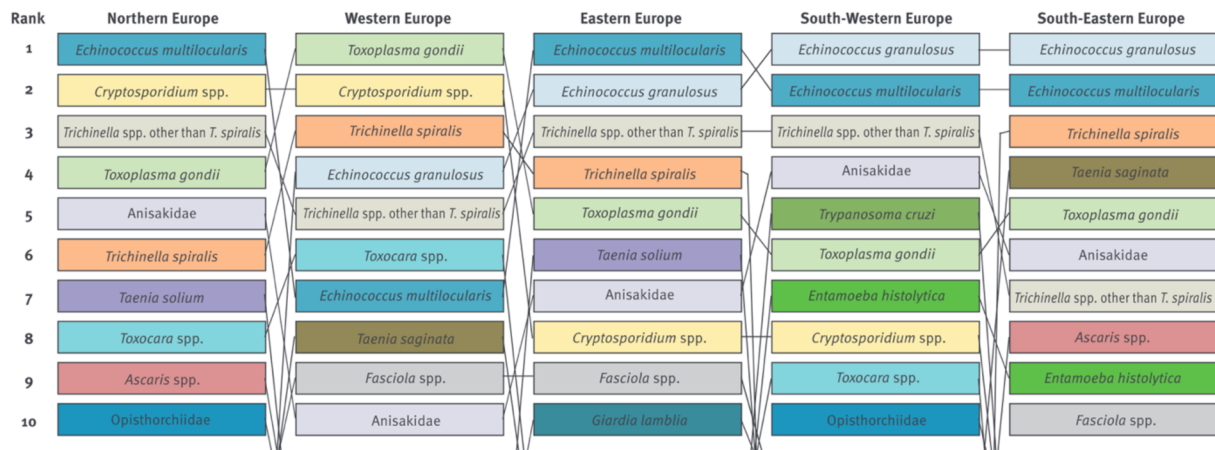 Rank Northern Europe Western Europe Eastern Europe South-Western Europe South-Eastern Europe
1 Echinococcus multilocularis Toxoplasma gondii Echinococcus multilocularis Echinococcus granulosus Echinococcus granulosus
2 Cryptosporidium spp. Cryptosporidium spp. Echinococcus granulosus Echinococcus multilocularis Echinococcus multilocularis
3 Trichinella spp. other than T. spiralis Trichinella spiralis Trichinella spp. other than T. spiralis Trichinella spp. other than T. spiralis Trichinella spiralis
4 Toxoplasma gondii Echinococcus granulosus Trichinella spiralis Anisakidae Taenia saginata
5 Anisakidae Trichinella spp. other than T. spiralis Toxoplasma gondii Trypanosoma cruzi Toxoplasma gondii
6 Trichinella spiralis Toxocara spp. Taenia solium Toxoplasma gondii Anisakidae
7 Taenia solium Echinococcus multilocularis Anisakidae Entamoeba histolytica Trichinella spp. other than T. spiralis
8 Toxocara spp. Taenia saginata Cryptosporidium spp. Cryptosporidium spp. Ascaris spp.
9 Ascaris spp. Fasciola spp. Fasciola spp. Toxocara spp. Entamoeba histolytica
10 Opisthorchiidae Anisakidae Giardia lamblia Opisthorchiidae Fasciola spp.